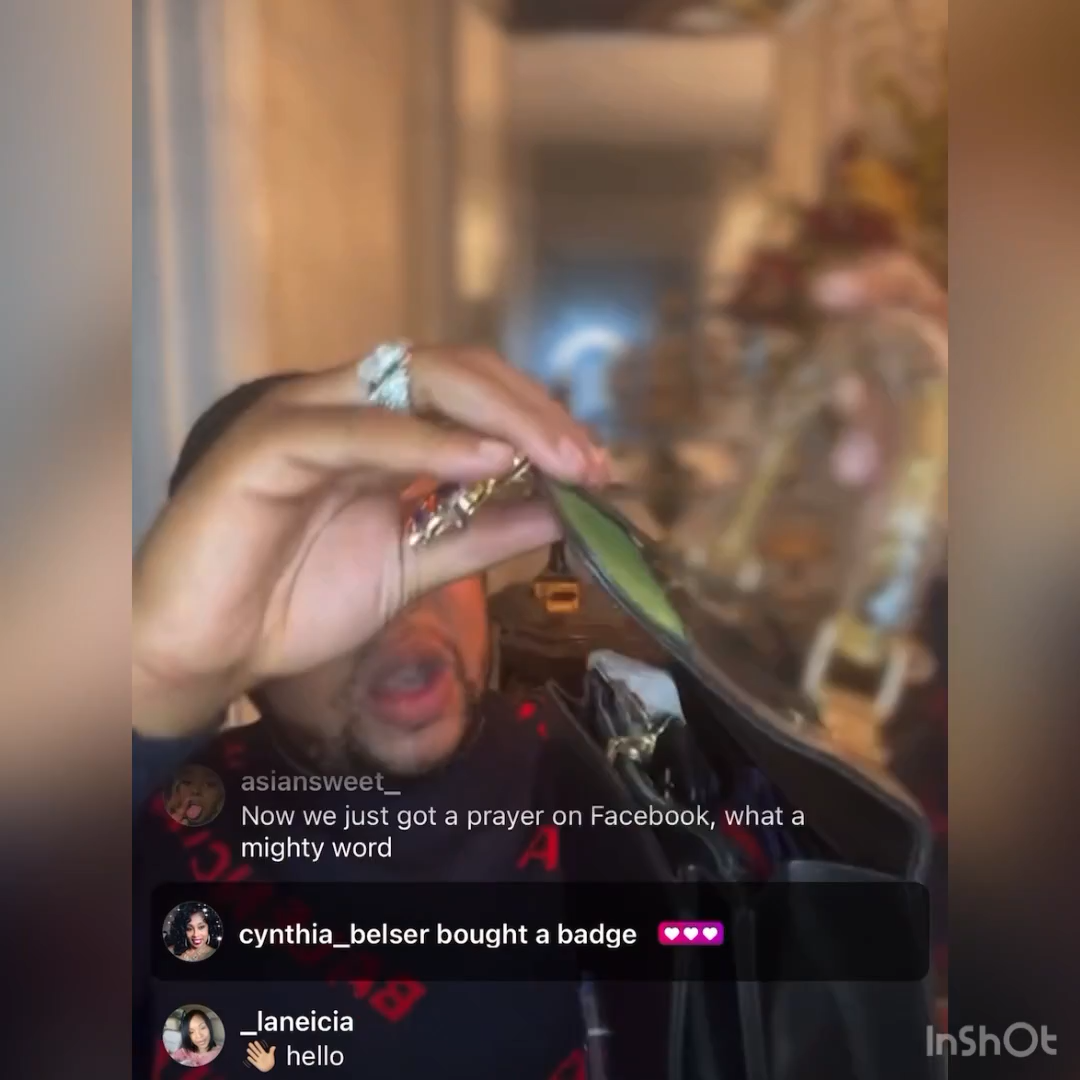 asiansweet_
Now we just got a prayer on Facebook, what a
mighty word
cynthia_belser bought a badge
_laneicia
👋🏼 hello
InShOt